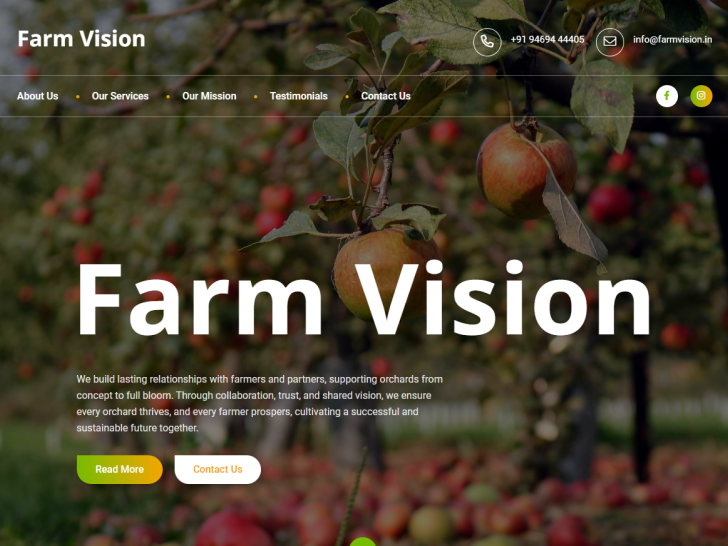 Farm Vision
+91 94694 44405
info@farmvision.in
About Us
Our Services
Our Mission
Testimonials
Contact Us
Farm Vision
We build lasting relationships with farmers and partners, supporting orchards from
concept to full bloom. Through collaboration, trust, and shared vision, we ensure
every orchard thrives, and every farmer prospers, cultivating a successful and
sustainable future together.
Read More
Contact Us